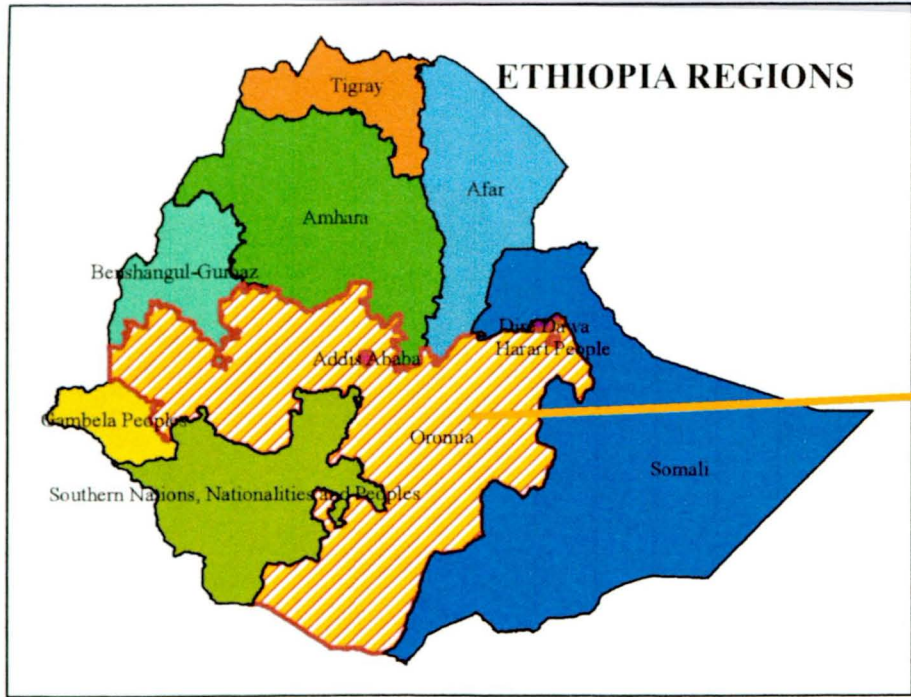 ETHIOPIA REGIONS
Tigray
Afar
Amhara
Benshangul-Gumaz
Dire Dawa
Harari People
Addis Ababa
Gambela Peoples
Oromia
Somali
Southern Nations, Nationalities and Peoples